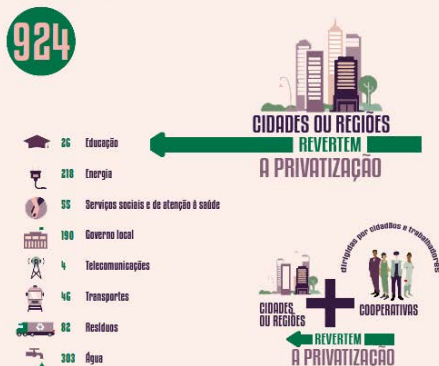 924
CIDADES OU REGIÕES
REVERTEM
A PRIVATIZAÇÃO
26 Educação
218 Energia
55 Serviços sociais e de atenção à saúde
190 Governo local
4 Telecomunicações
46 Transportes
82 Resíduos
303 Água
dirigidas por cidadãos e trabalhadores
CIDADES
OU REGIÕES
COOPERATIVAS
REVERTEM
A PRIVATIZAÇÃO